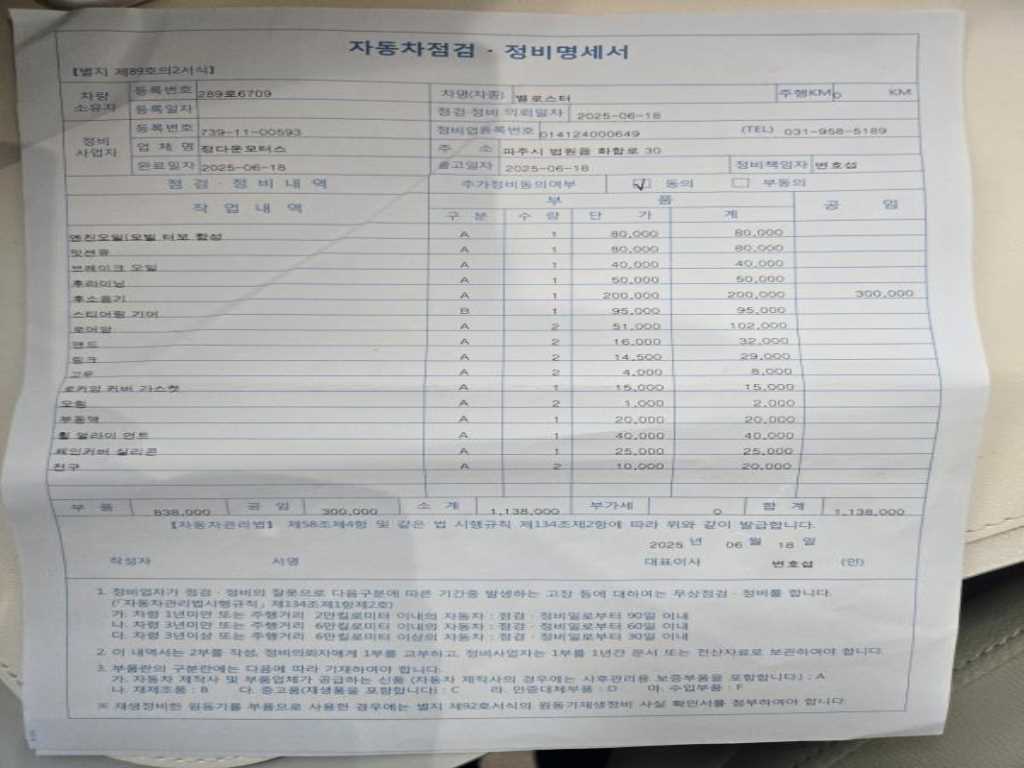 자동차점검 · 정비명세서
[별지 제89호의2서식]
차량 소유자 등록번호 289로6709 차명(차종) 벨로스터 주행KM 0 KM
등록일자 점검·정비 의뢰일자 2025-06-18
정비 사업자 등록번호 739-11-00593 정비업등록번호 014124000649 (TEL) 031-958-5189
업 체 명 정다운모터스 주 소 파주시 법원읍 화합로 30
완료일자 2025-06-18 출고일자 2025-06-18 정비책임자 변호섭
점 검 · 정 비 내 역 추가정비동의여부 동의 부동의
작 업 내 역 부 품 공 임
구 분 수 량 단 가 계
엔진오일(모빌 터보 합성 A 1 80,000 80,000
밋션유 A 1 80,000 80,000
브레이크 오일 A 1 40,000 40,000
후라이닝 A 1 50,000 50,000
후소음기 A 1 200,000 200,000 300,000
스티어링 기어 B 1 95,000 95,000
로어암 A 2 51,000 102,000
엔드 A 2 16,000 32,000
링크 A 2 14,500 29,000
고무 A 2 4,000 8,000
로커암 커버 가스켓 A 1 15,000 15,000
오링 A 2 1,000 2,000
부동액 A 1 20,000 20,000
휠 얼라이 먼트 A 1 40,000 40,000
체인커버 실리콘 A 1 25,000 25,000
전구 A 2 10,000 20,000
부 품 838,000 공 임 300,000 소 계 1,138,000 부가세 0 합 계 1,138,000
[자동차관리법] 제58조제4항 및 같은 법 시행규칙 제134조제2항에 따라 위와 같이 발급합니다.
2025 년 06 월 18 일
작성자 서명 대표이사 변호섭 (인)
1. 정비업자가 점검 · 정비의 잘못으로 다음구분에 따른 기간중 발생하는 고장 등에 대하여는 무상점검 · 정비를 합니다.
(「자동차관리법시행규칙」 제134조제1항제2호)
가. 차령 1년미만 또는 주행거리 2만킬로미터 이내의 자동차 : 점검 · 정비일로부터 90일 이내
나. 차령 3년미만 또는 주행거리 6만킬로미터 이내의 자동차 : 점검 · 정비일로부터 60일 이내
다. 차령 3년이상 또는 주행거리 6만킬로미터 이상의 자동차 : 점검 · 정비일로부터 30일 이내
2. 이 내역서는 2부를 작성, 정비의뢰자에게 1부를 교부하고, 정비사업자는 1부를 1년간 문서 또는 전산자료로 보관하여야 합니다.
3. 부품란의 구분란에는 다음에 따라 기재하여야 합니다.
가. 자동차 제작사 및 부품업체가 공급하는 신품 (자동차 제작사의 경우에는 사후관리용 보증부품을 포함합니다) : A
나. 재제조품 : B 다. 중고품(재생품을 포함합니다) : C 라. 인증대체부품 : D 마. 수입부품 : F
※ 재생정비한 원동기를 부품으로 사용한 경우에는 별지 제92호서식의 원동기재생정비 사실 확인서를 첨부하여야 합니다.